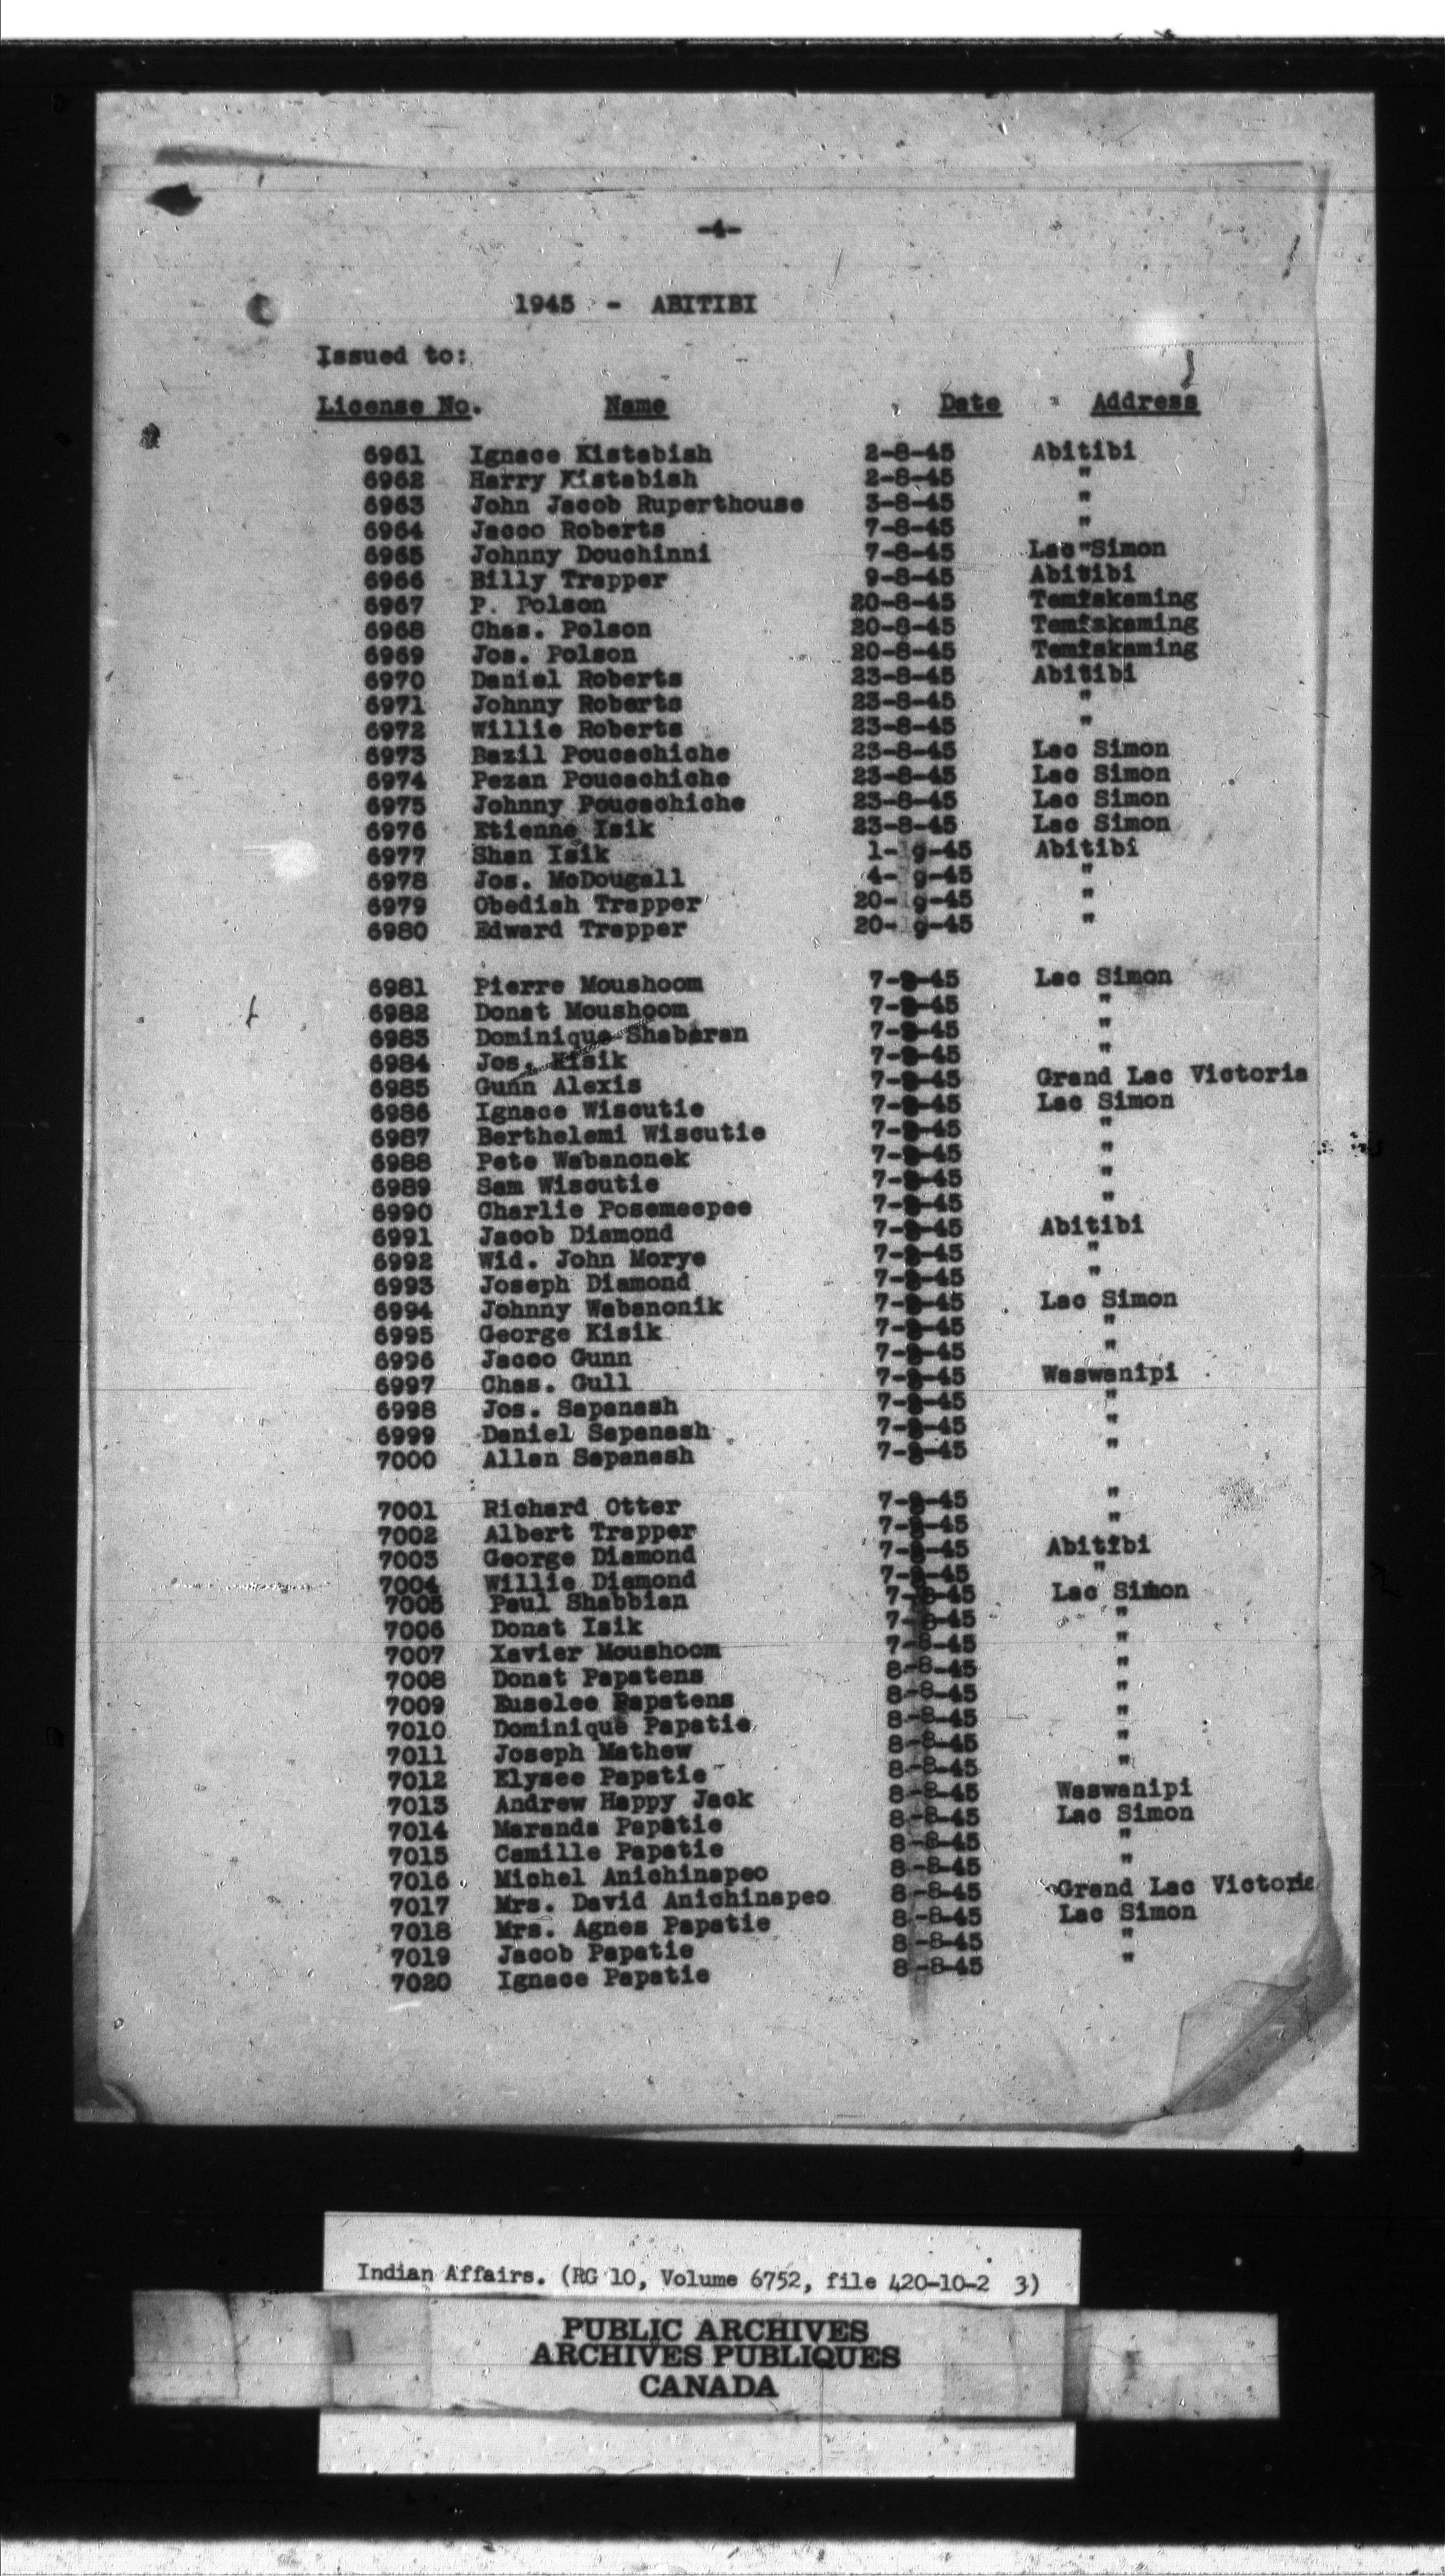 -4-
1945 - ABITIBI
Issued to:
License No. Name Date Address
6961 Ignace Kistabish 2-8-45 Abitibi
6962 Harry Kistabish 2-8-45 "
6963 John Jacob Ruperthouse 3-8-45 "
6964 Jacco Roberts 7-8-45 "
6965 Johnny Douchinni 7-8-45 Lac Simon
6966 Billy Trapper 9-8-45 Abitibi
6967 P. Polson 20-8-45 Temiskaming
6968 Chas. Polson 20-8-45 Temiskaming
6969 Jos. Polson 20-8-45 Temiskaming
6970 Daniel Roberts 23-8-45 Abitibi
6971 Johnny Roberts 23-8-45 "
6972 Willie Roberts 23-8-45 "
6973 Bazil Poucachiche 23-8-45 Lac Simon
6974 Pezan Poucachiche 23-8-45 Lac Simon
6975 Johnny Poucachiche 23-8-45 Lac Simon
6976 Etienne Isik 23-8-45 Lac Simon
6977 Shan Isik 1- 9-45 Abitibi
6978 Jos. McDougall 4- 9-45 "
6979 Obediah Trapper 20- 9-45 "
6980 Edward Trapper 20- 9-45 "
6981 Pierre Moushoom 7-8-45 Lac Simon
6982 Donat Moushoom 7-8-45 "
6983 Dominique Shabaran 7-8-45 "
6984 Jos. Kisik 7-8-45 "
6985 Gunn Alexis 7-8-45 Grand Lac Victoria
6986 Ignace Wiscutie 7-8-45 Lac Simon
6987 Berthelemi Wiscutie 7-8-45 "
6988 Pete Wabanonek 7-8-45 "
6989 Sam Wiscutie 7-8-45 "
6990 Charlie Posemeepee 7-8-45 "
6991 Jacob Diamond 7-8-45 Abitibi
6992 Wid. John Morye 7-8-45 "
6993 Joseph Diamond 7-8-45 "
6994 Johnny Wabanonik 7-8-45 Lac Simon
6995 George Kisik 7-8-45 "
6996 Jacco Gunn 7-8-45 "
6997 Chas. Gull 7-8-45 Waswanipi
6998 Jos. Sapanash 7-8-45 "
6999 Daniel Sapanash 7-8-45 "
7000 Allan Sapanash 7-8-45 "
7001 Richard Otter 7-8-45 "
7002 Albert Trapper 7-8-45 "
7003 George Diamond 7-8-45 Abitibi
7004 Willie Diamond 7-8-45 "
7005 Paul Shabbian 7-8-45 Lac Simon
7006 Donat Isik 7-8-45 "
7007 Xavier Moushoom 7-8-45 "
7008 Donat Papatens 8-8-45 "
7009 Euselee Papatens 8-8-45 "
7010 Dominique Papatie 8-8-45 "
7011 Joseph Mathew 8-8-45 "
7012 Elysee Papatie 8-8-45 "
7013 Andrew Happy Jack 8-8-45 Waswanipi
7014 Maranda Papatie 8-8-45 Lac Simon
7015 Camille Papatie 8-8-45 "
7016 Michel Anichinapeo 8-8-45 "
7017 Mrs. David Anichinapeo 8-8-45 Grand Lac Victoria
7018 Mrs. Agnes Papatie 8-8-45 Lac Simon
7019 Jacob Papatie 8-8-45 "
7020 Ignace Papatie 8-8-45 "
Indian Affairs. (RG 10, Volume 6752, file 420-10-2 3)
PUBLIC ARCHIVES
ARCHIVES PUBLIQUES
CANADA